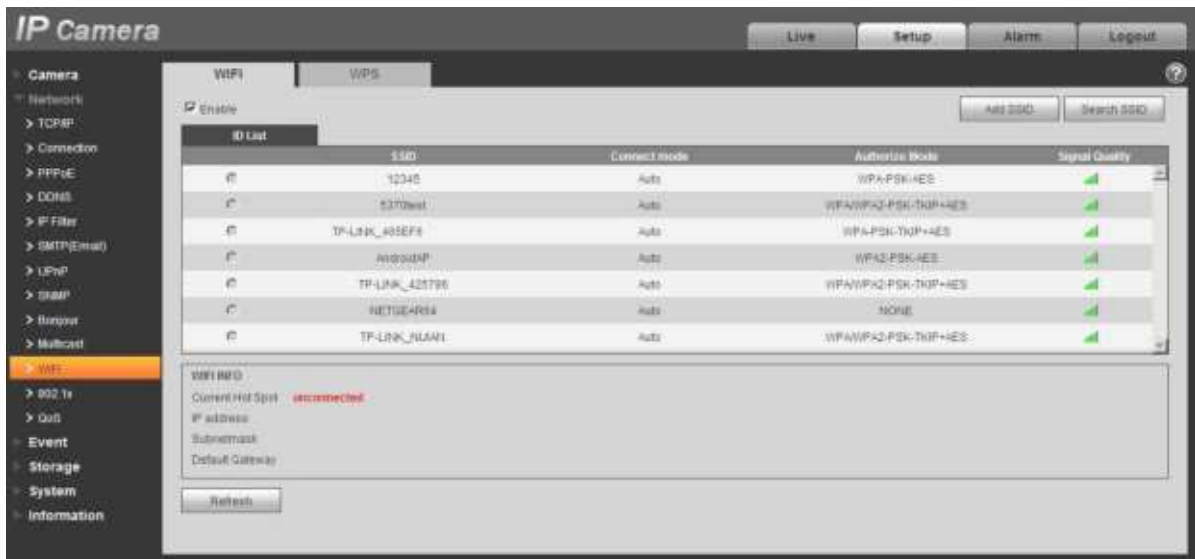 IP Camera
Live Setup Alarm Logout
Camera
Network
> TCP/IP
> Connection
> PPPoE
> DDNS
> IP Filter
> SMTP(Email)
> UPnP
> SNMP
> Bonjour
> Multicast
> WIFI
> 802.1x
> QoS
Event
Storage
System
Information
WIFI WPS
Enable Add SSID Search SSID
ID List
SSID Connect mode Authorize Mode Signal Quality
12345 Auto WPA-PSK-AES
5370test Auto WPA/WPA2-PSK-TKIP+AES
Auto WPA-PSK-TKIP+AES
AndroidAP Auto WPA2-PSK-AES
Auto WPA/WPA2-PSK-TKIP+AES
Auto NONE
Auto WPA/WPA2-PSK-TKIP+AES
WIFI INFO
Current Hot Spot unconnected
IP address
Subnetmask
Default Gateway
Refresh